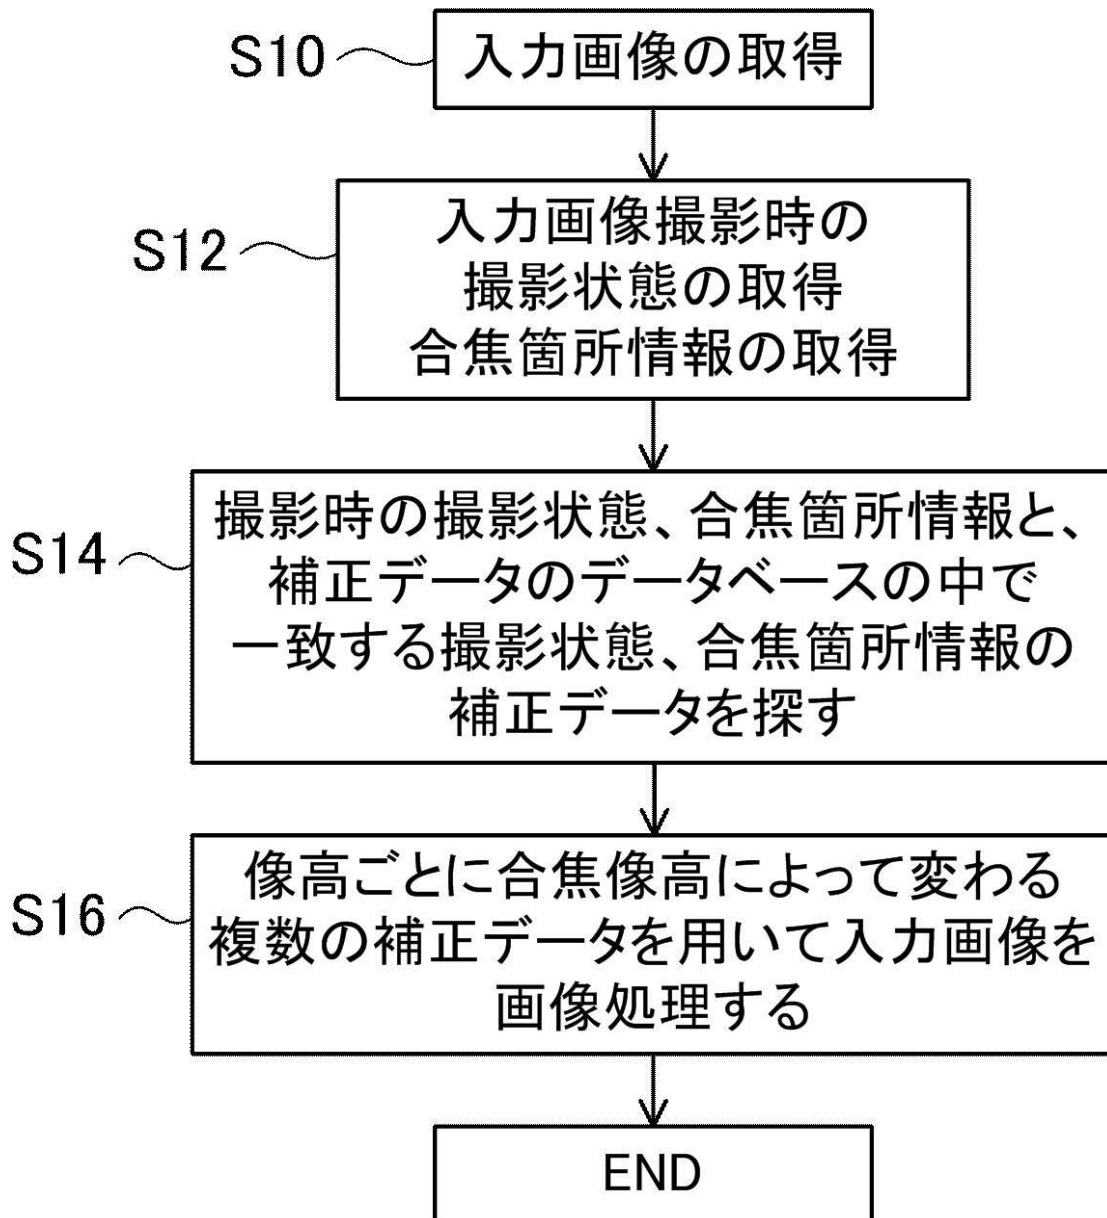 S10
入力画像の取得
S12
入力画像撮影時の
撮影状態の取得
合焦箇所情報の取得
S14
撮影時の撮影状態、合焦箇所情報と、
補正データのデータベースの中で
一致する撮影状態、合焦箇所情報の
補正データを探す
S16
像高ごとに合焦像高によって変わる
複数の補正データを用いて入力画像を
画像処理する
END